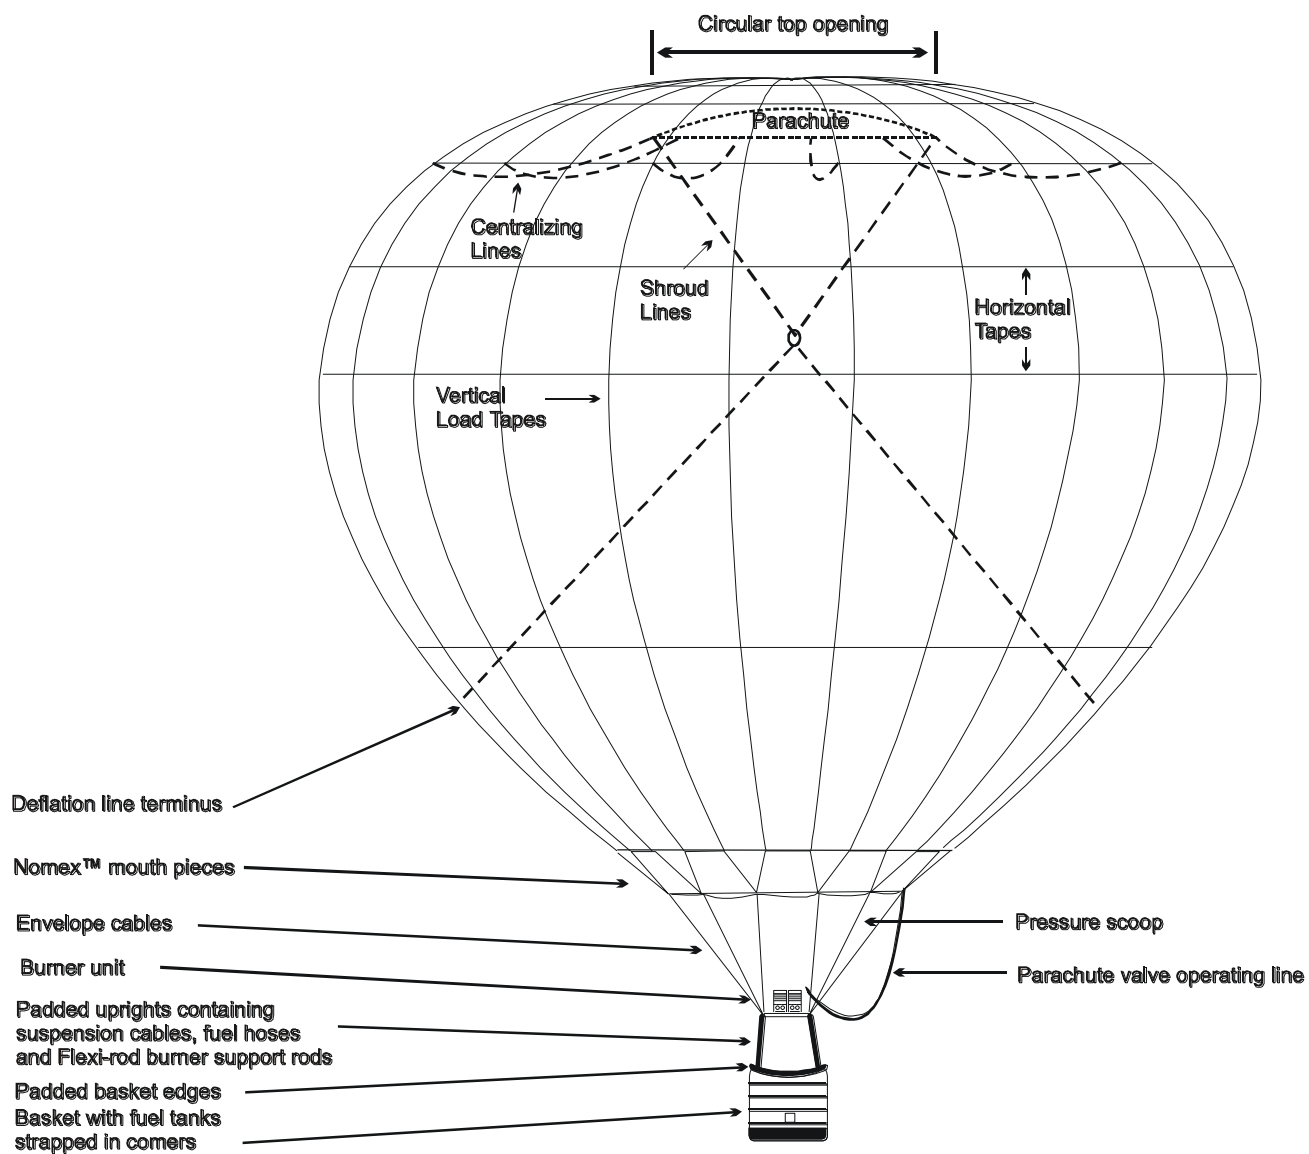 Circular top opening
Parachute
Centralizing
Lines
Shroud
Lines
Horizontal
Tapes
Vertical
Load Tapes
Deflation line terminus
Nomex™ mouth pieces
Envelope cables
Pressure scoop
Burner unit
Parachute valve operating line
Padded uprights containing
suspension cables, fuel hoses
and Flexi-rod burner support rods
Padded basket edges
Basket with fuel tanks
strapped in corners